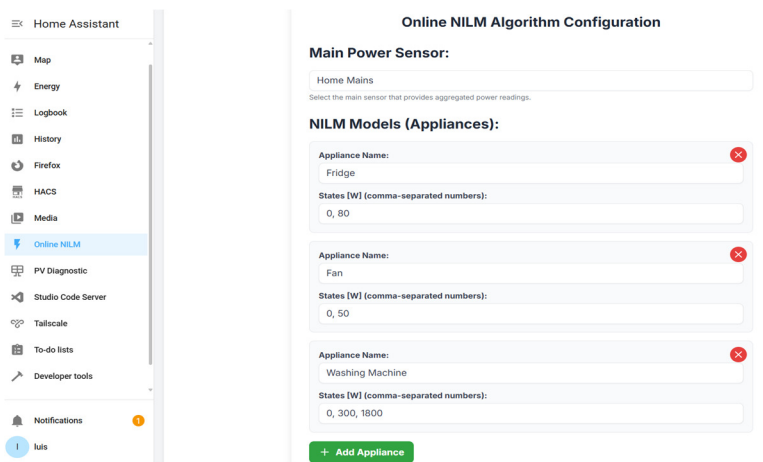 Home Assistant
Map
Energy
Logbook
History
Firefox
HACS
HACS
Media
Online NILM
PV Diagnostic
Studio Code Server
Tailscale
To-do lists
Developer tools
Notifications 1
l luis
Online NILM Algorithm Configuration
Main Power Sensor:
Home Mains
Select the main sensor that provides aggregated power readings.
NILM Models (Appliances):
Appliance Name:
Fridge
States [W] (comma-separated numbers):
0, 80
Appliance Name:
Fan
States [W] (comma-separated numbers):
0, 50
Appliance Name:
Washing Machine
States [W] (comma-separated numbers):
0, 300, 1800
+ Add Appliance